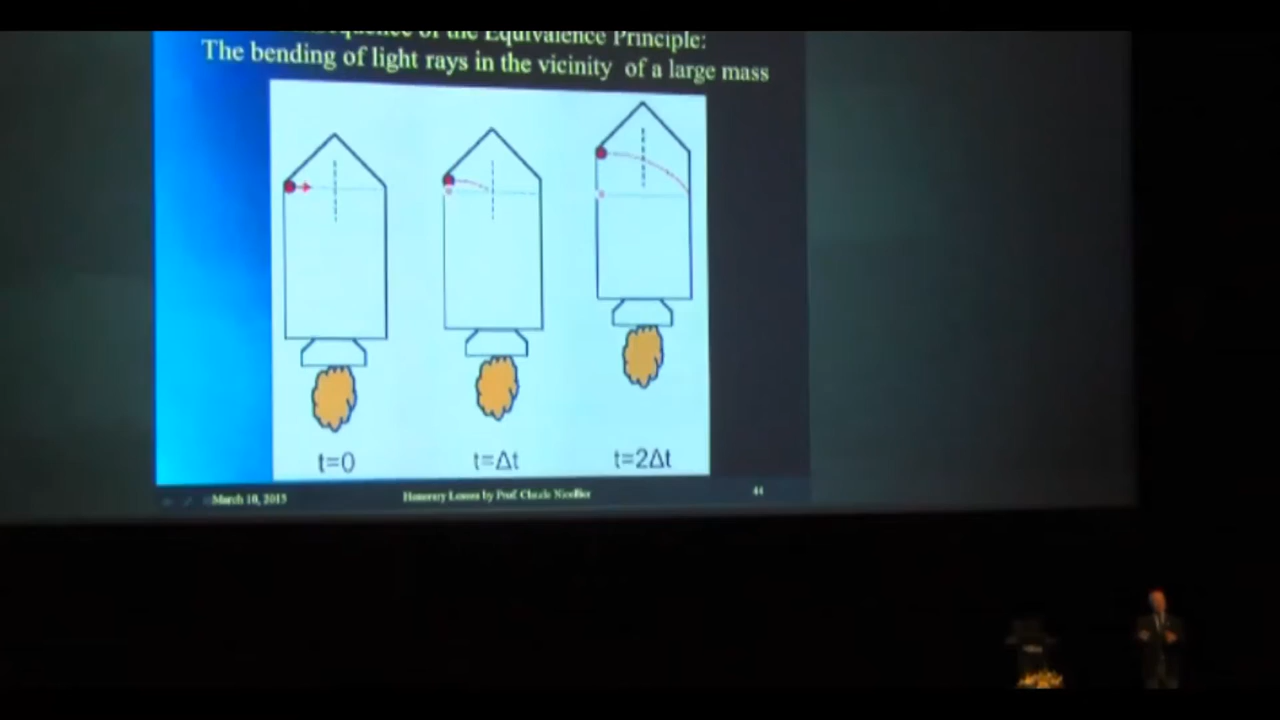 of the Equivalence Principle:
The bending of light rays in the vicinity of a large mass
t=0
t=Δt
t=2Δt
March 10, 2015
Honorary Lesson by Prof. Claude Nicollier
44